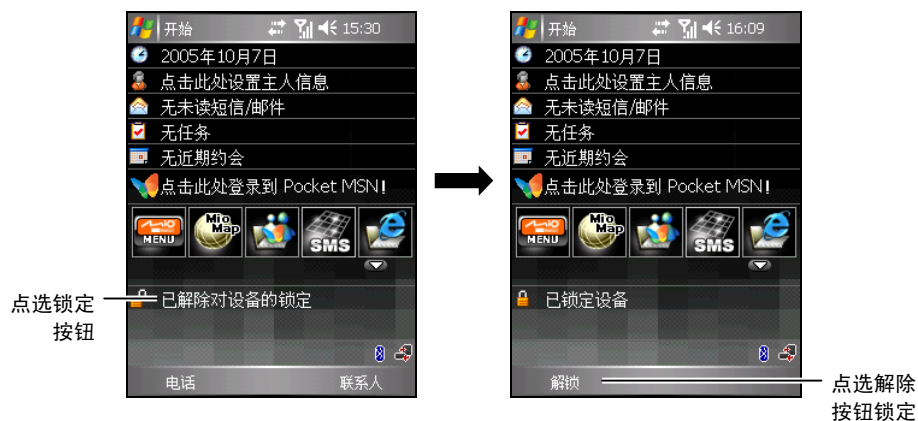 开始 15:30
2005年10月7日
点击此处设置主人信息
无未读短信/邮件
无任务
无近期约会
点击此处登录到 Pocket MSN!
MIO MENU Mio Map SMS
已解除对设备的锁定
电话 联系人
点选锁定
按钮
开始 16:09
2005年10月7日
点击此处设置主人信息
无未读短信/邮件
无任务
无近期约会
点击此处登录到 Pocket MSN!
MIO MENU Mio Map SMS
已锁定设备
解锁
点选解除
按钮锁定